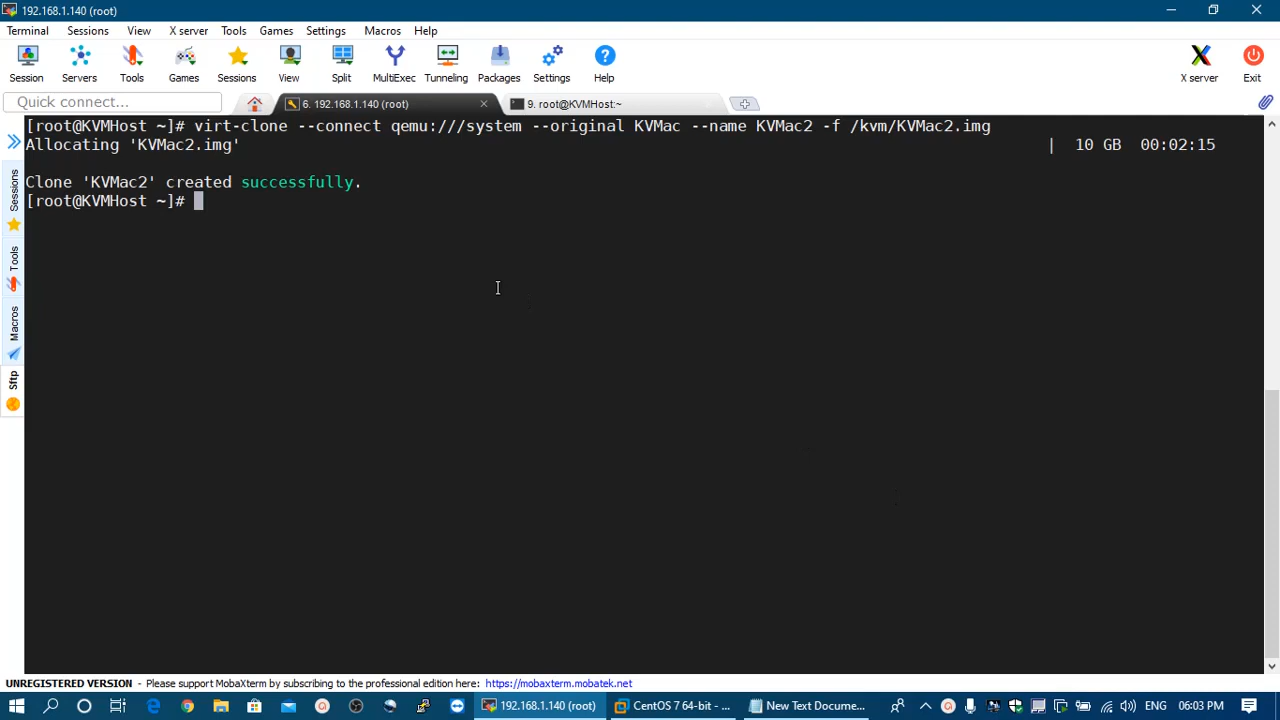 192.168.1.140 (root)
Terminal Sessions View X server Tools Games Settings Macros Help
Session Servers Tools Games Sessions View Split MultiExec Tunneling Packages Settings Help X server Exit
Quick connect... 6. 192.168.1.140 (root) 9. root@KVMHost:~
[root@KVMHost ~]# virt-clone --connect qemu:///system --original KVMac --name KVMac2 -f /kvm/KVMac2.img
Allocating 'KVMac2.img' | 10 GB 00:02:15
Clone 'KVMac2' created successfully.
[root@KVMHost ~]#
Sessions
Tools
Macros
Sftp
UNREGISTERED VERSION - Please support MobaXterm by subscribing to the professional edition here: https://mobaxterm.mobatek.net
192.168.1.140 (root) CentOS 7 64-bit - ... New Text Docume... ENG 06:03 PM